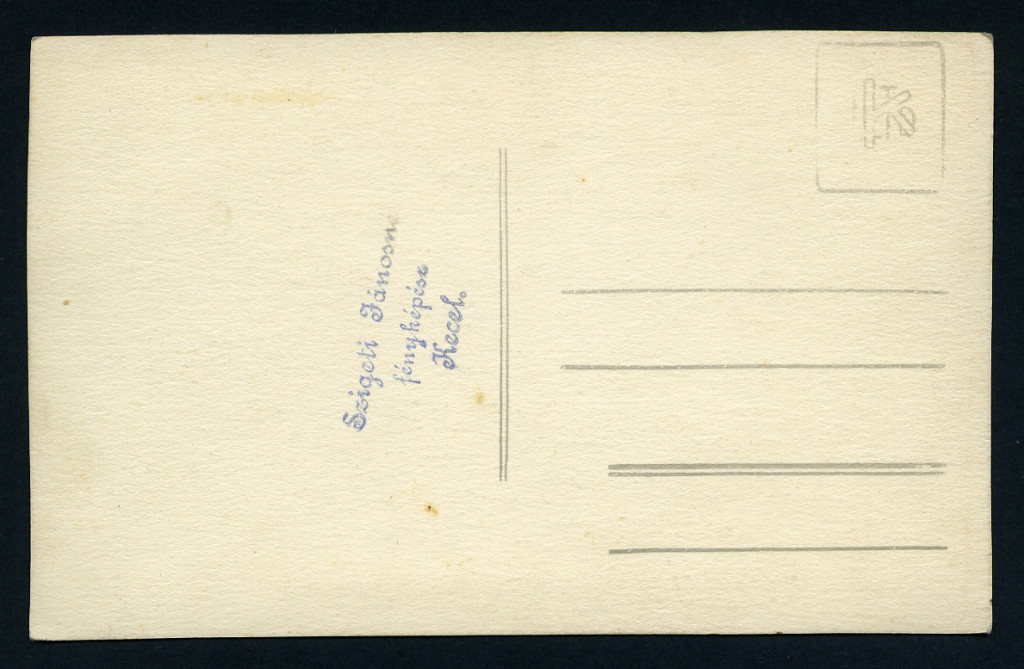 Szigeti Jánosné
fényképész
Kecel.